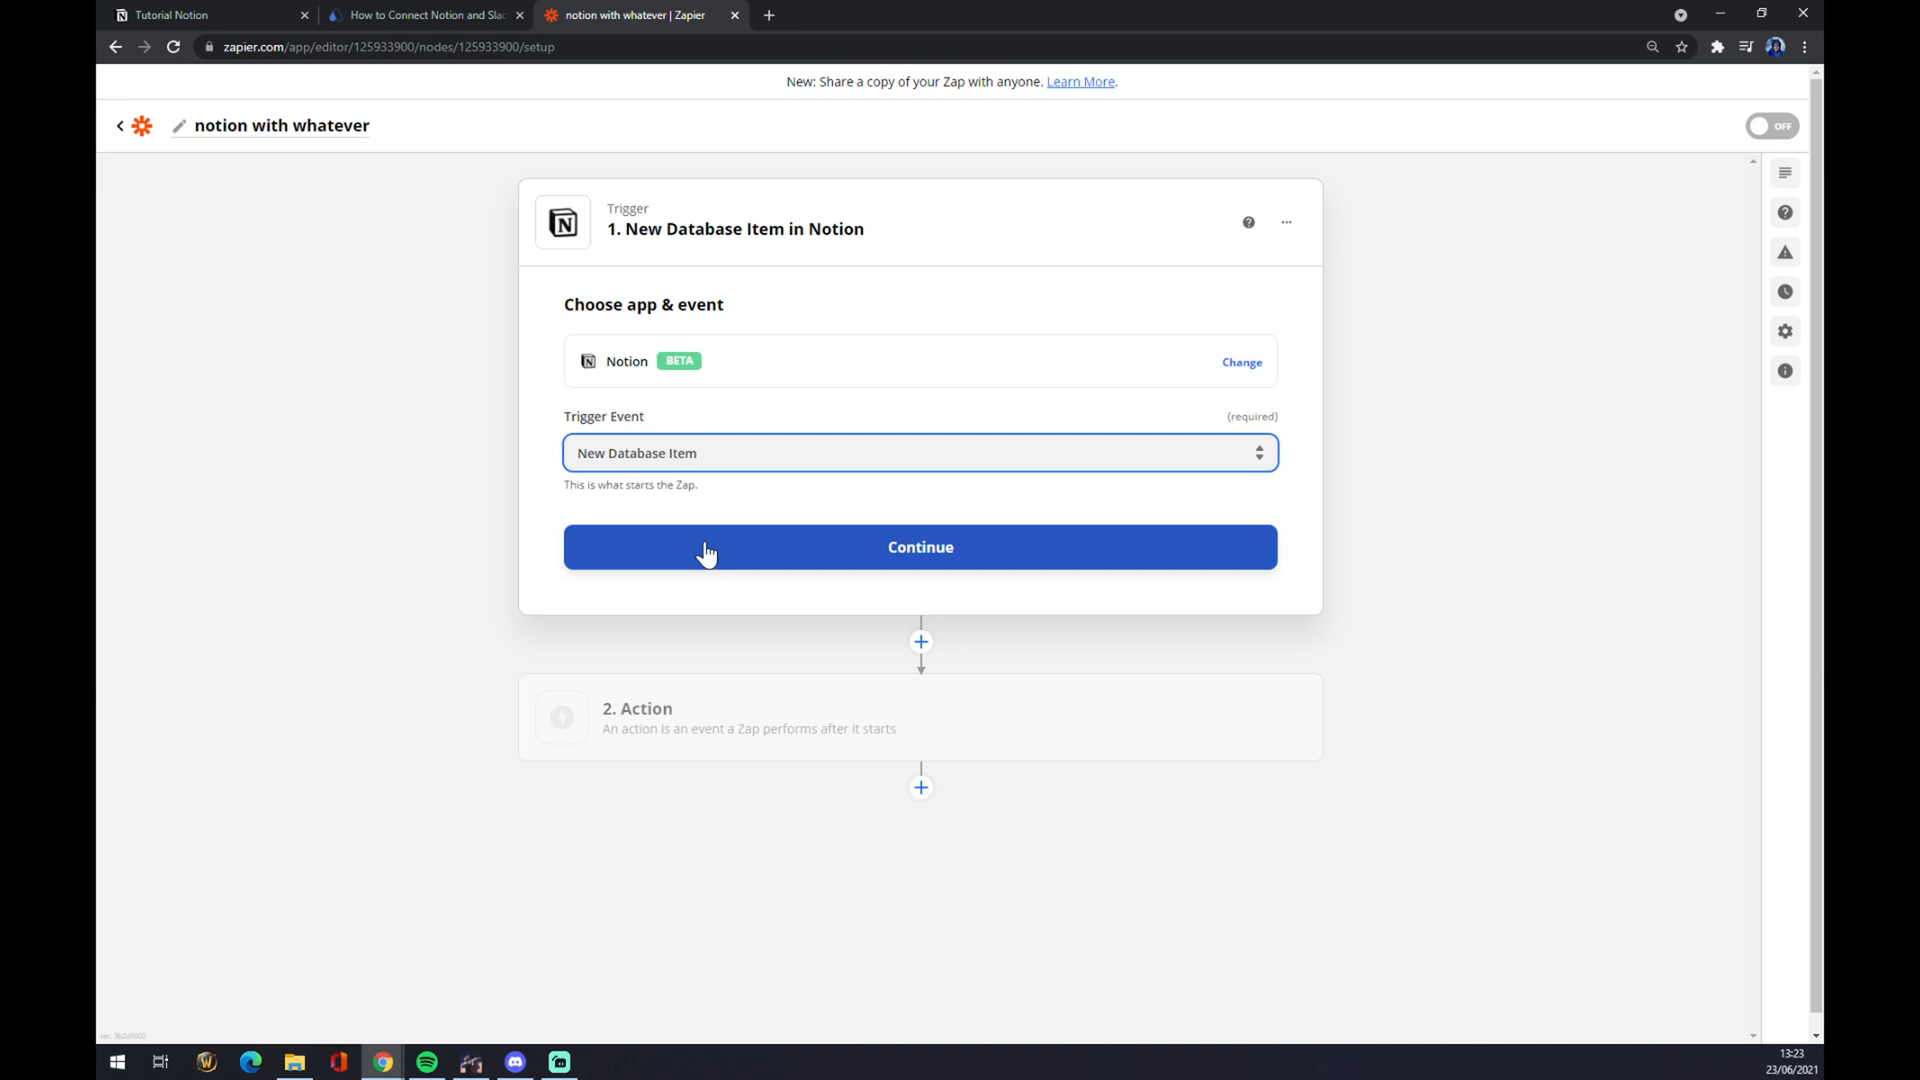 Tutorial Notion
How to Connect Notion and Slac
notion with whatever | Zapier
zapier.com/app/editor/125933900/nodes/125933900/setup
New: Share a copy of your Zap with anyone. Learn More.
notion with whatever
OFF
Trigger
1. New Database Item in Notion
Choose app & event
Notion BETA
Change
Trigger Event
(required)
New Database Item
This is what starts the Zap.
Continue
2. Action
An action is an event a Zap performs after it starts
13:23
23/06/2021